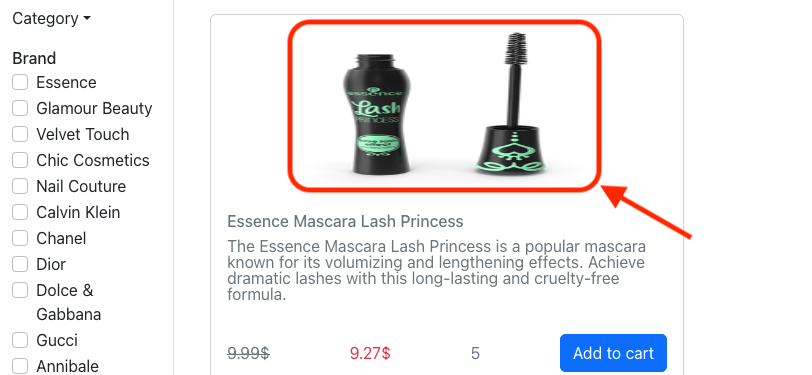 Category
Brand
Essence
Glamour Beauty
Velvet Touch
Chic Cosmetics
Nail Couture
Calvin Klein
Chanel
Dior
Dolce &
Gabbana
Gucci
Annibale
essence
Lash
PRINCESS
Essence Mascara Lash Princess
The Essence Mascara Lash Princess is a popular mascara
known for its volumizing and lengthening effects. Achieve
dramatic lashes with this long-lasting and cruelty-free
formula.
9.99$ 9.27$ 5 Add to cart